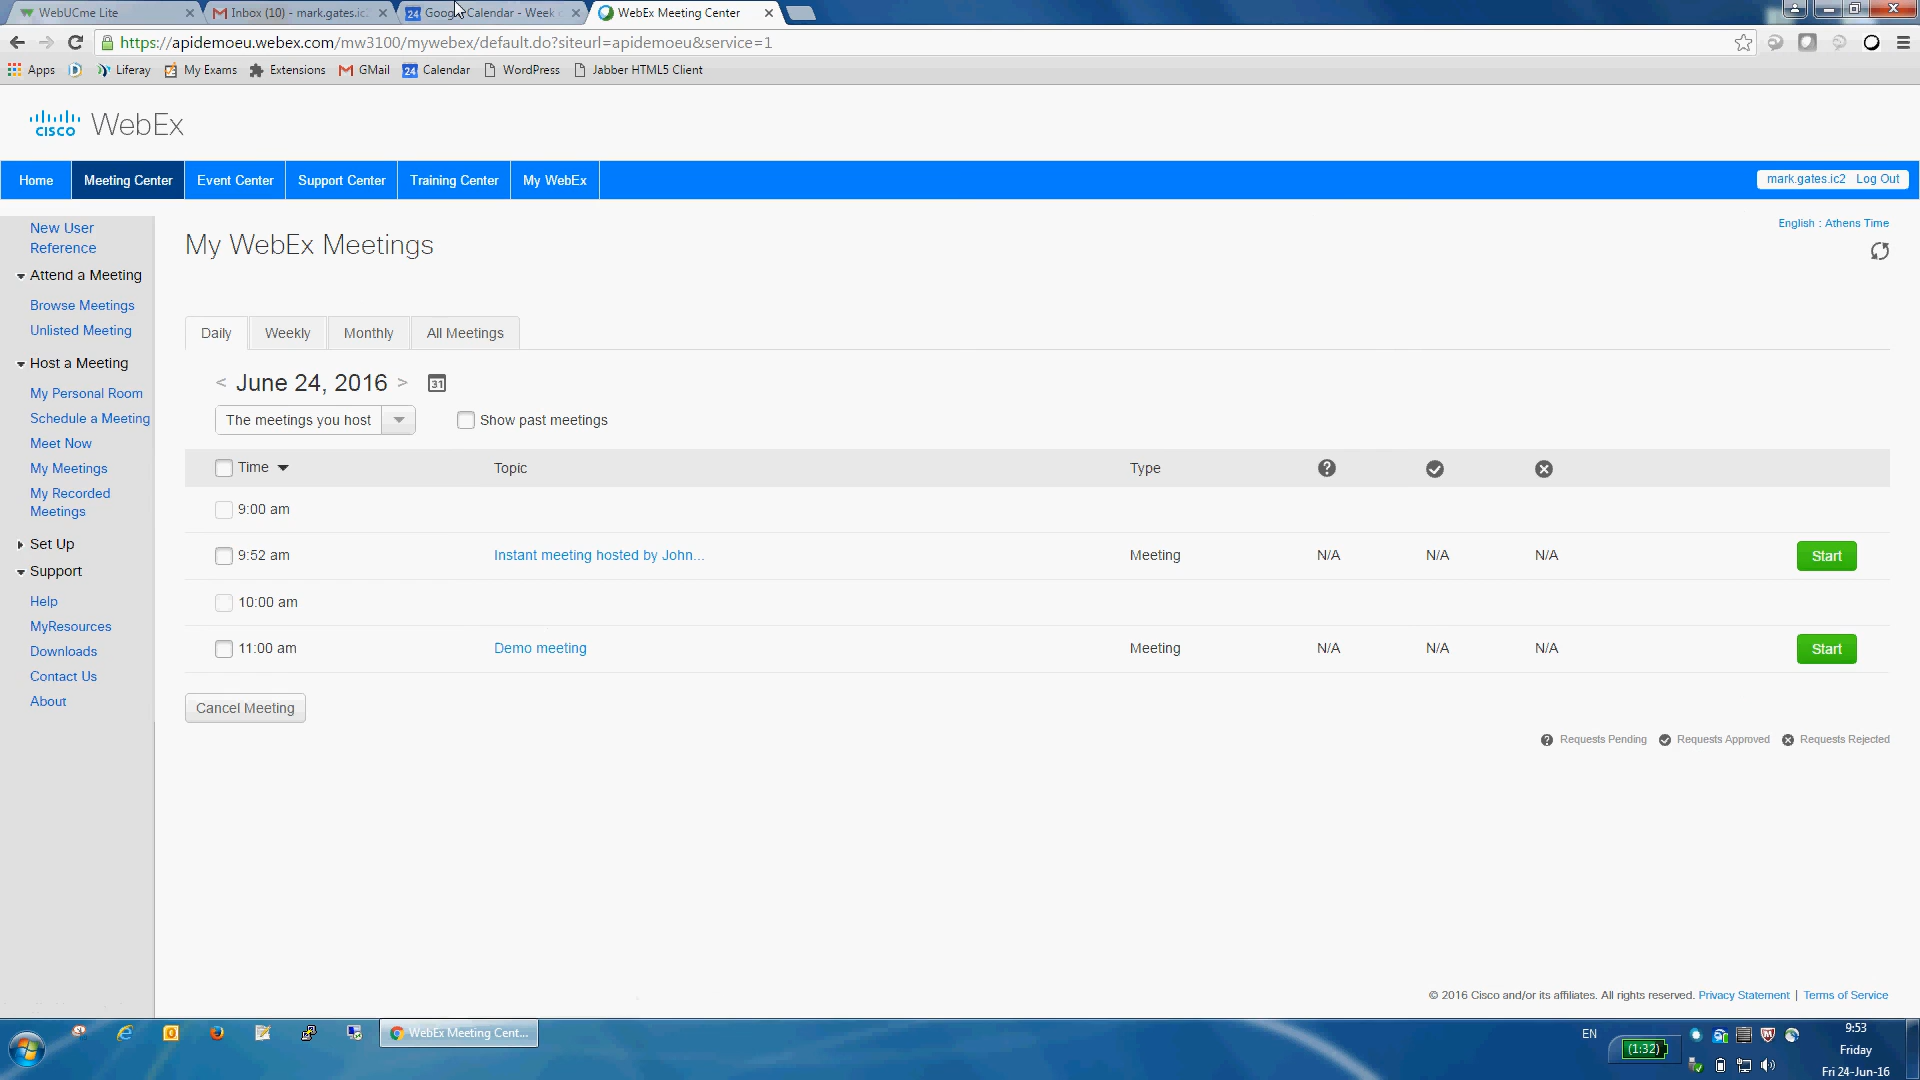 WebUCme Lite
Inbox (10) - mark.gates.ic2
Calendar - Week
WebEx Meeting Center
https://apidemoeu.webex.com/mw3100/mywebex/default.do?siteurl=apidemoeu&service=1
Apps
Liferay
My Exams
Extensions
GMail
24 Calendar
WordPress
Jabber HTML5 Client
CISCO WebEx
Home
Meeting Center
Event Center
Support Center
Training Center
My WebEx
mark.gates.ic2 Log Out
English : Athens Time
New User
Reference
Attend a Meeting
Browse Meetings
Unlisted Meeting
Host a Meeting
My Personal Room
Schedule a Meeting
Meet Now
My Meetings
My Recorded
Meetings
Set Up
Support
Help
MyResources
Downloads
Contact Us
About
My WebEx Meetings
Daily
Weekly
Monthly
All Meetings
< June 24, 2016 > 31
The meetings you host
Show past meetings
Time Topic Type
9:00 am
9:52 am Instant meeting hosted by John... Meeting N/A N/A N/A Start
10:00 am
11:00 am Demo meeting Meeting N/A N/A N/A Start
Cancel Meeting
Requests Pending Requests Approved Requests Rejected
© 2016 Cisco and/or its affiliates. All rights reserved. Privacy Statement | Terms of Service
WebEx Meeting Cent...
EN
(1:32)
9:53
Friday
Fri 24-Jun-16